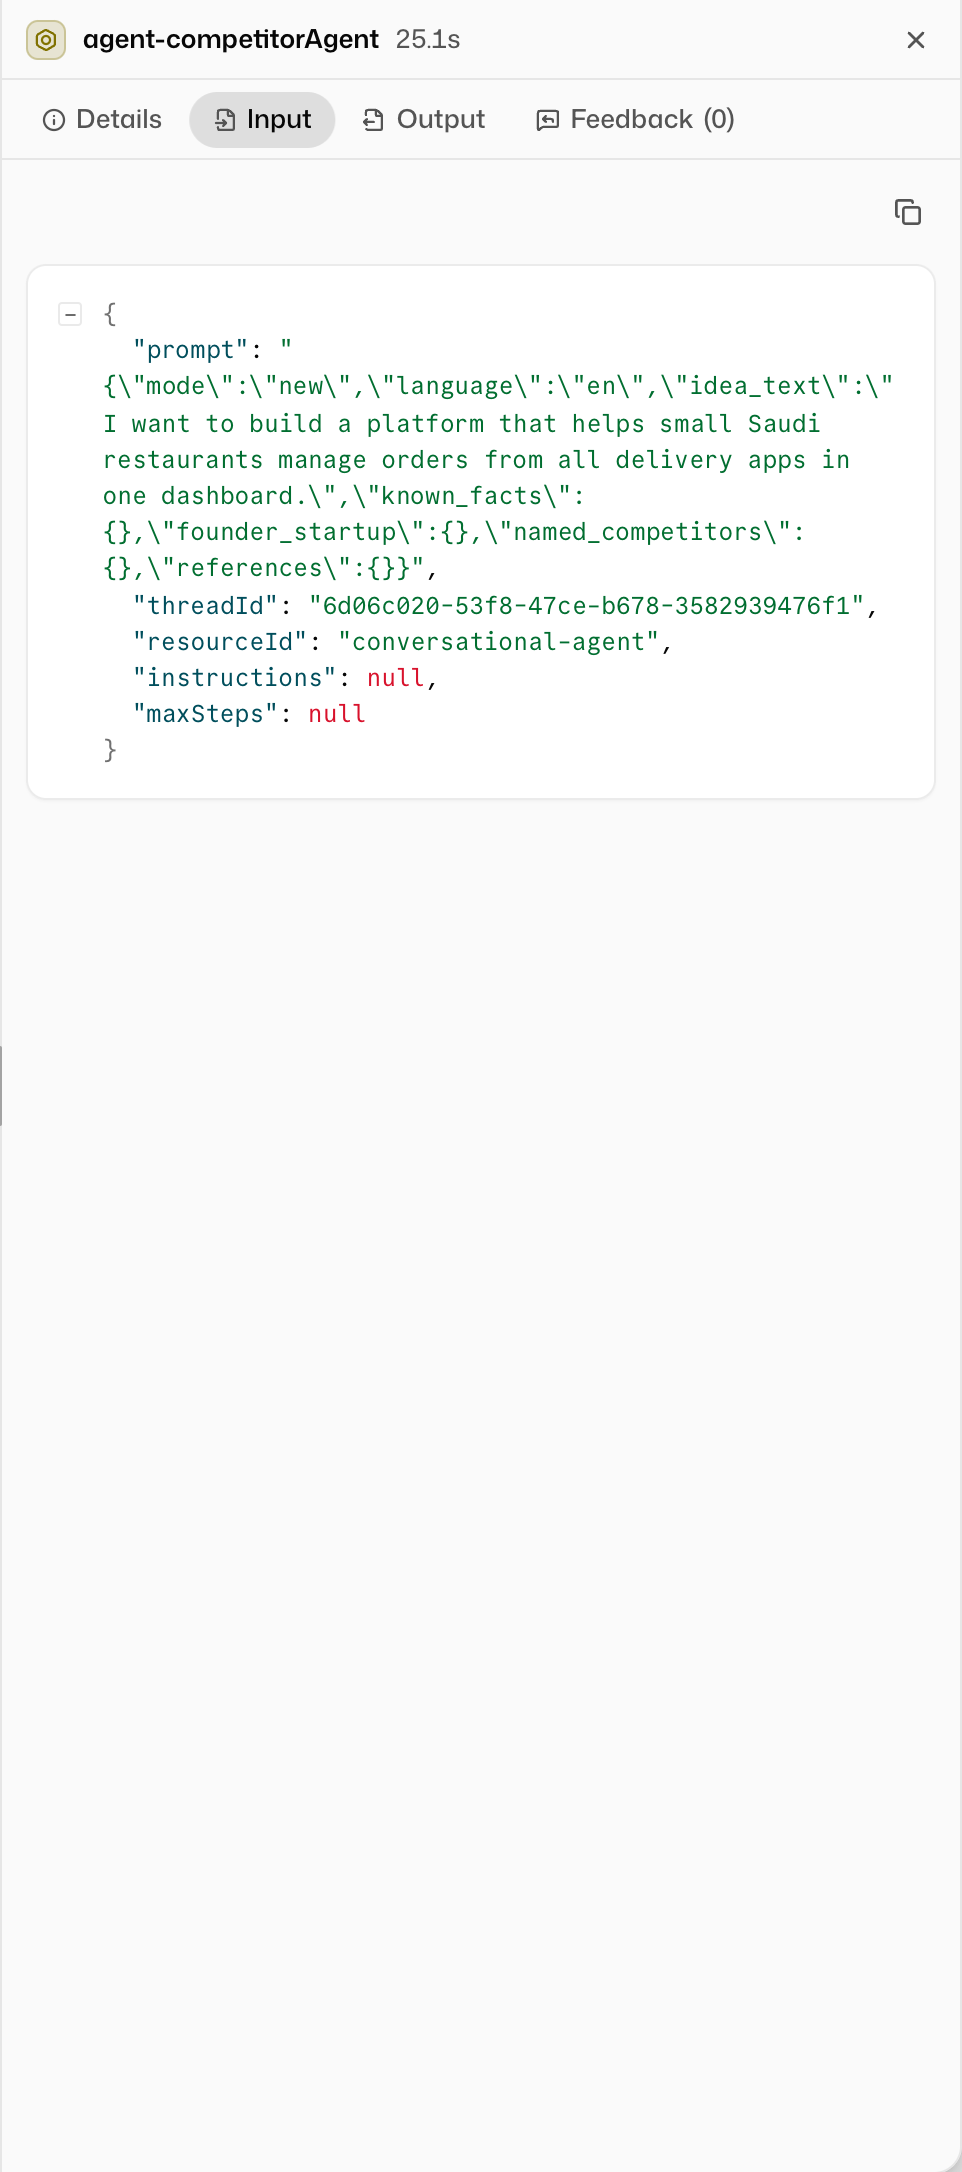 agent-competitorAgent 25.1s
Details Input Output Feedback (0)
{
"prompt": "
{\"mode\":\"new\",\"language\":\"en\",\"idea_text\":\"
I want to build a platform that helps small Saudi
restaurants manage orders from all delivery apps in
one dashboard.\",\"known_facts\":
{},\"founder_startup\":{},\"named_competitors\":
{},\"references\":{}}",
"threadId": "6d06c020-53f8-47ce-b678-3582939476f1",
"resourceId": "conversational-agent",
"instructions": null,
"maxSteps": null
}